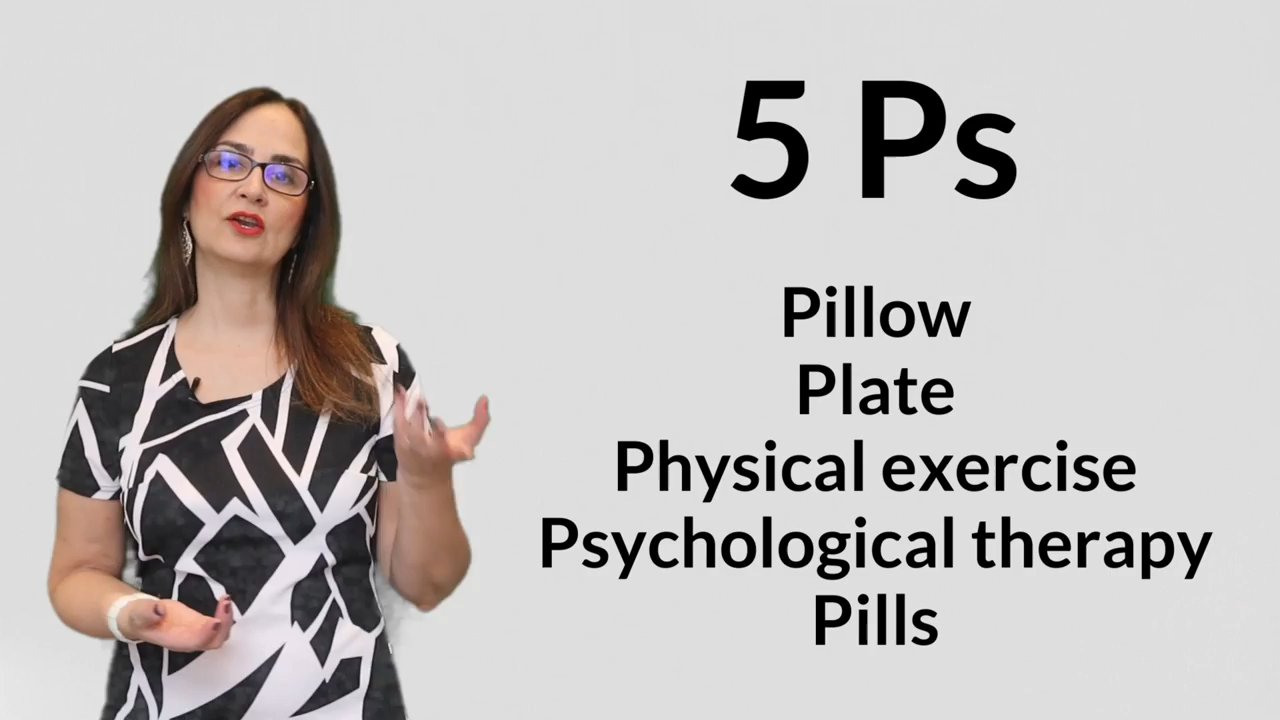 5 Ps
Pillow
Plate
Physical exercise
Psychological therapy
Pills